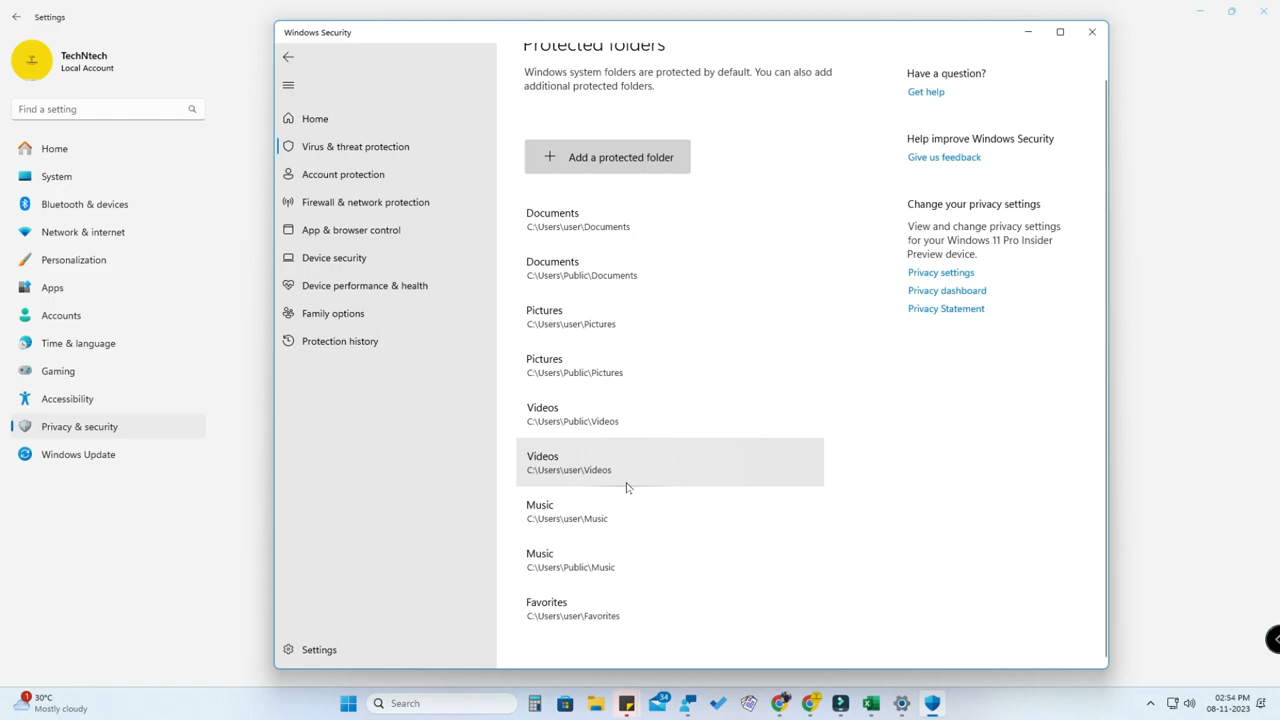 Settings
TechNtech
Local Account
Find a setting
Home
System
Bluetooth & devices
Network & internet
Personalization
Apps
Accounts
Time & language
Gaming
Accessibility
Privacy & security
Windows Update
Windows Security
Home
Virus & threat protection
Account protection
Firewall & network protection
App & browser control
Device security
Device performance & health
Family options
Protection history
Settings
Protected folders
Windows system folders are protected by default. You can also add
additional protected folders.
Add a protected folder
Documents
C:\Users\user\Documents
Documents
C:\Users\Public\Documents
Pictures
C:\Users\user\Pictures
Pictures
C:\Users\Public\Pictures
Videos
C:\Users\Public\Videos
Videos
C:\Users\user\Videos
Music
C:\Users\user\Music
Music
C:\Users\Public\Music
Favorites
C:\Users\user\Favorites
Have a question?
Get help
Help improve Windows Security
Give us feedback
Change your privacy settings
View and change privacy settings
for your Windows 11 Pro Insider
Preview device.
Privacy settings
Privacy dashboard
Privacy Statement
1
30°C
Mostly cloudy
Search
34
02:54 PM
08-11-2023